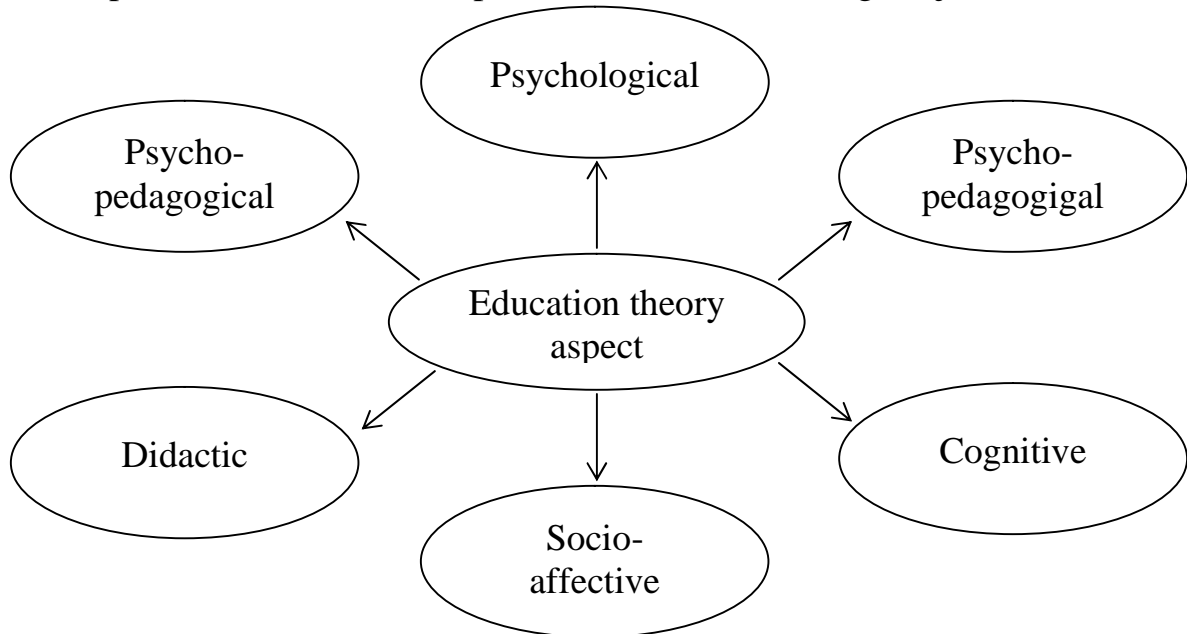 Psychological
Psycho-
pedagogical
Psycho-
pedagogigal
Education theory
aspect
Didactic
Cognitive
Socio-
affective